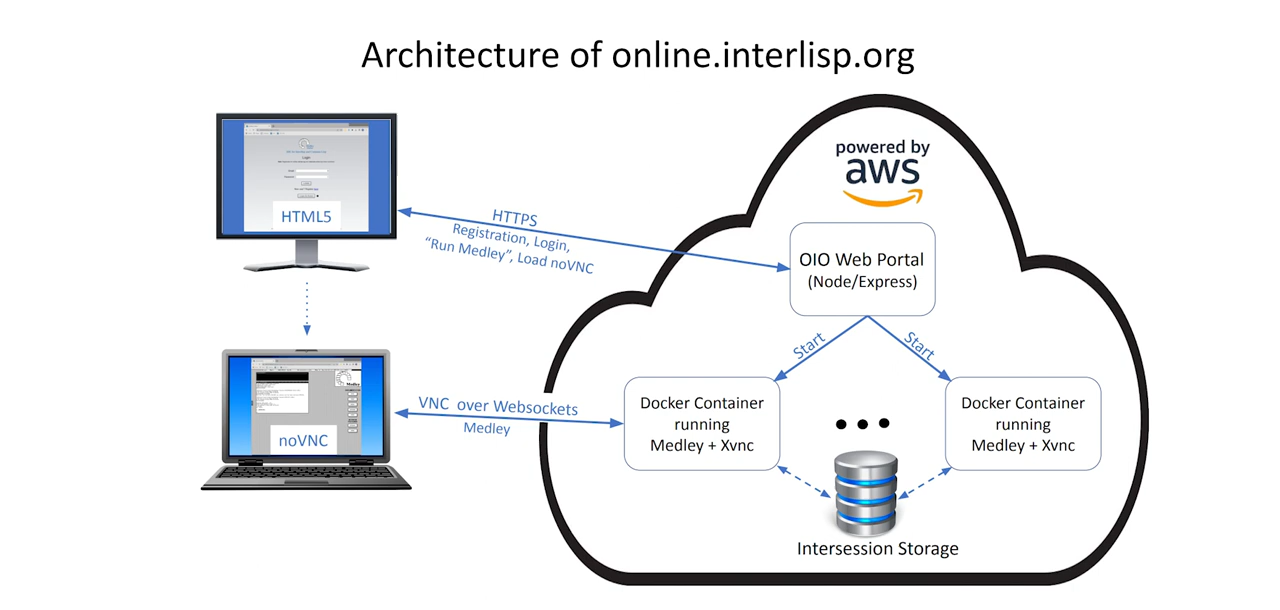 Architecture of online.interlisp.org
powered by
aws
Login
HTML5
HTTPS
Registration, Login,
“Run Medley”, Load noVNC
OIO Web Portal
(Node/Express)
Start
Start
Medley
noVNC
VNC over Websockets
Medley
Docker Container
running
Medley + Xvnc
•••
Docker Container
running
Medley + Xvnc
Intersession Storage